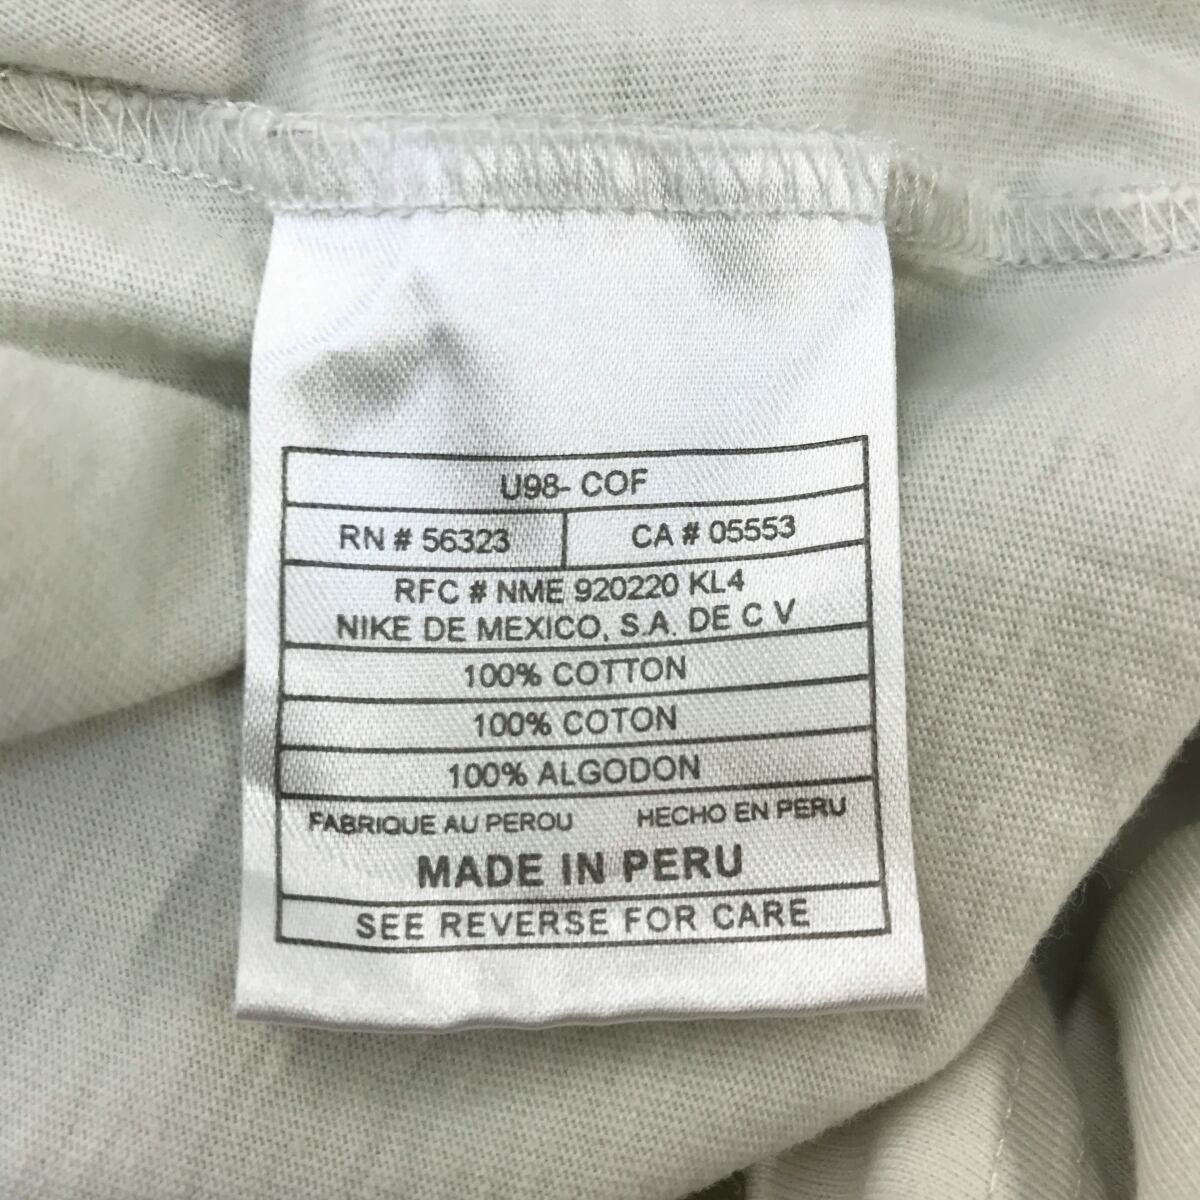 U98- COF
RN # 56323 CA # 05553
RFC # NME 920220 KL4
NIKE DE MEXICO, S.A. DE C V
100% COTTON
100% COTON
100% ALGODON
FABRIQUE AU PEROU HECHO EN PERU
MADE IN PERU
SEE REVERSE FOR CARE